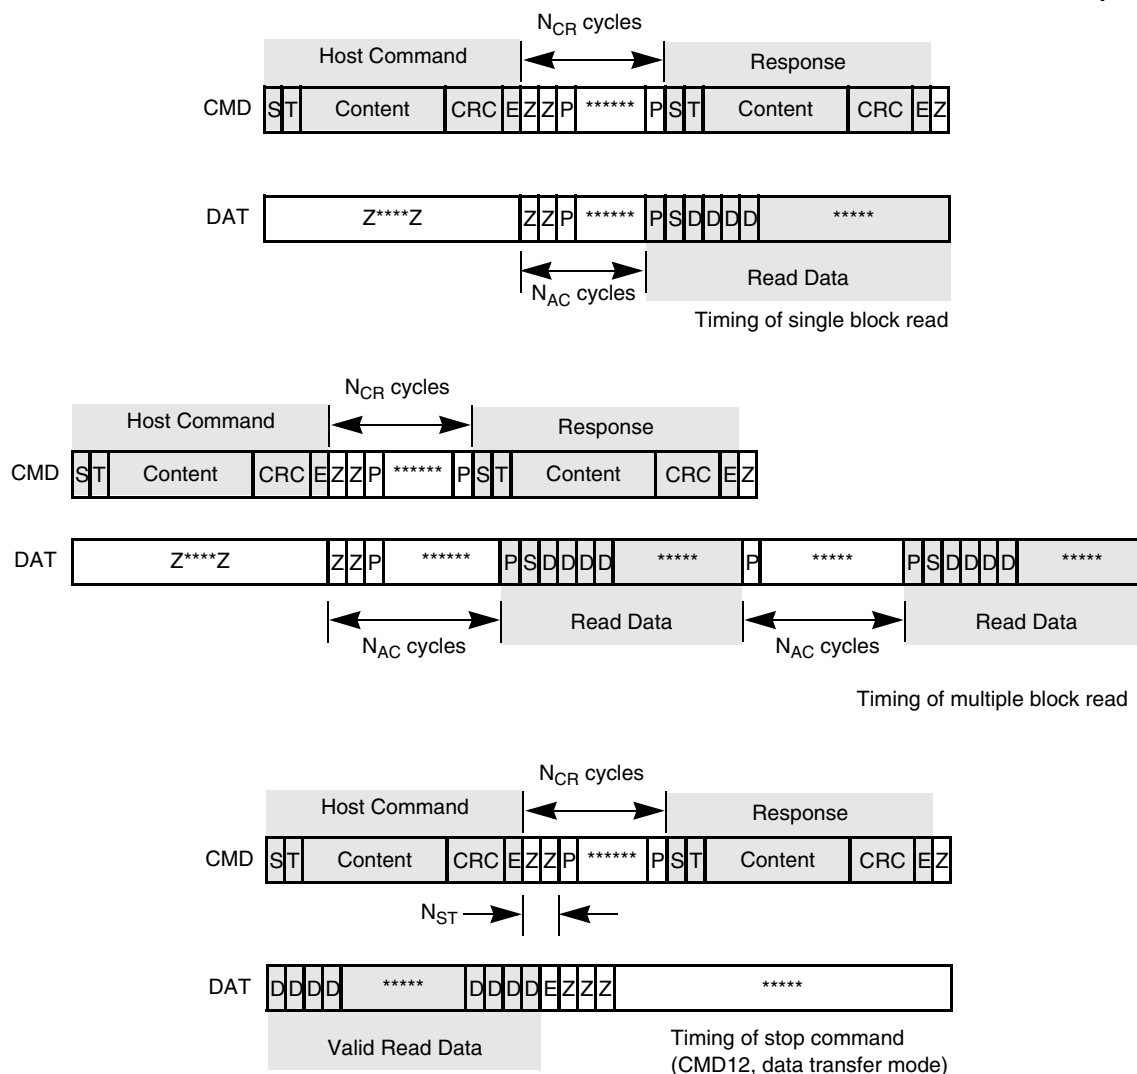 N_CR cycles
Host Command Response
CMD S T Content CRC E Z Z P ****** P S T Content CRC E Z
DAT Z****Z Z Z P ****** P S D D D D *****
N_AC cycles Read Data
Timing of single block read
N_CR cycles
Host Command Response
CMD S T Content CRC E Z Z P ****** P S T Content CRC E Z
DAT Z****Z Z Z P ****** P S D D D D ***** P ***** P S D D D D *****
N_AC cycles Read Data N_AC cycles Read Data
Timing of multiple block read
N_CR cycles
Host Command Response
CMD S T Content CRC E Z Z P ****** P S T Content CRC E Z
N_ST
DAT D D D D ***** D D D D E Z Z Z *****
Valid Read Data
Timing of stop command
(CMD12, data transfer mode)